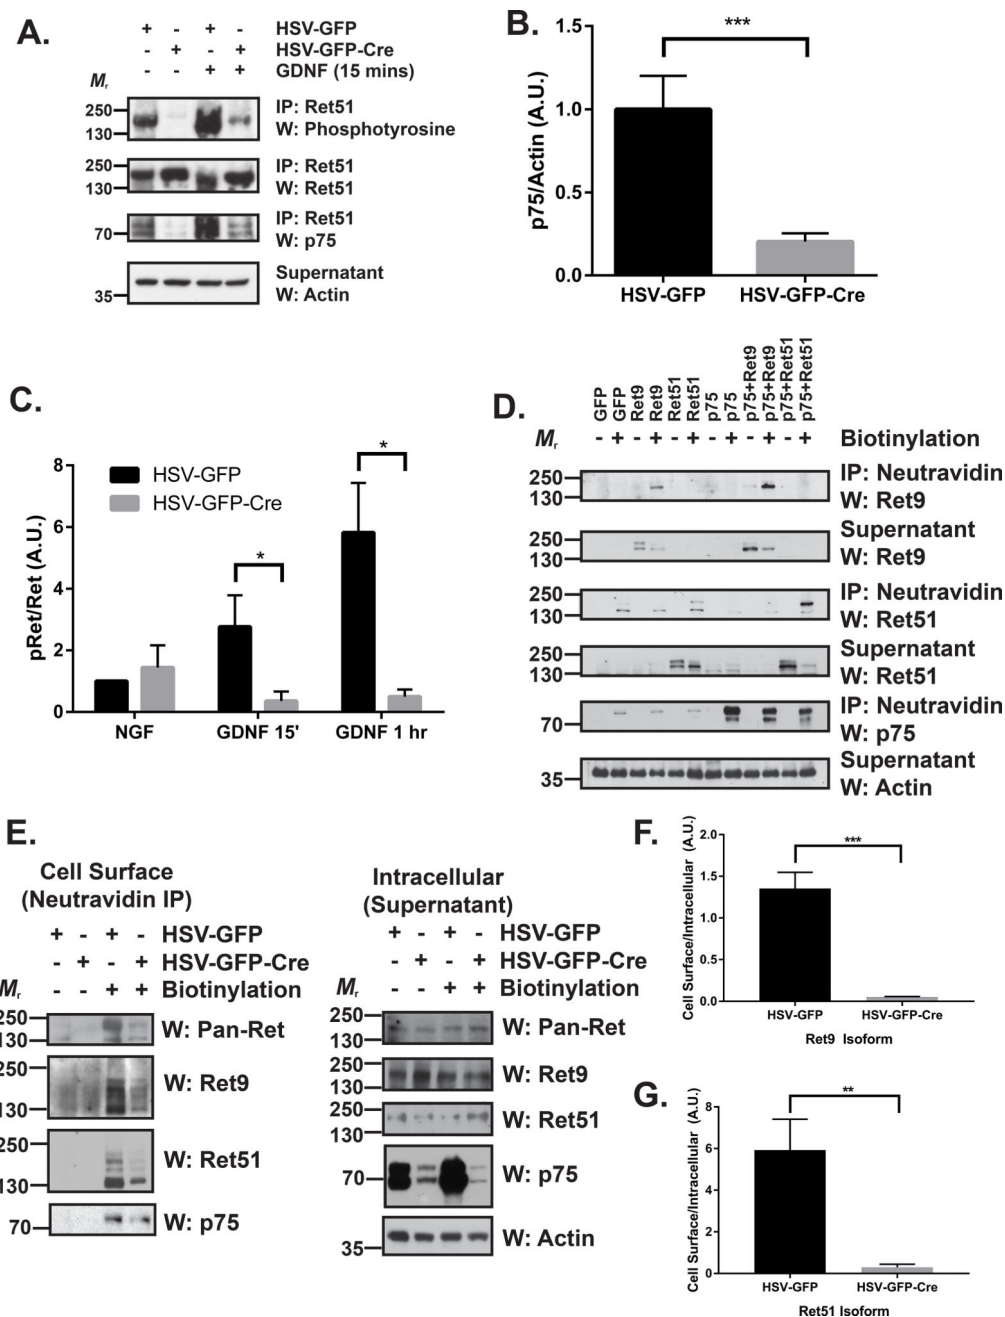 A.
+ - + - HSV-GFP
- + - + HSV-GFP-Cre
- - + + GDNF (15 mins)
Mr
250
130
IP: Ret51
W: Phosphotyrosine
250
130
IP: Ret51
W: Ret51
70
IP: Ret51
W: p75
35
Supernatant
W: Actin
B.
***
p75/Actin (A.U.)
1.5
1.0
0.5
0.0
HSV-GFP HSV-GFP-Cre
C.
pRet/Ret (A.U.)
8
6
4
2
0
HSV-GFP
HSV-GFP-Cre
*
*
NGF GDNF 15' GDNF 1 hr
D.
GFP GFP Ret9 Ret9 Ret51 Ret51 p75 p75 p75+Ret9 p75+Ret9 p75+Ret51 p75+Ret51
Mr
- + - + - + - + - + - + Biotinylation
250
130
IP: Neutravidin
W: Ret9
250
130
Supernatant
W: Ret9
250
130
IP: Neutravidin
W: Ret51
250
130
Supernatant
W: Ret51
70
IP: Neutravidin
W: p75
35
Supernatant
W: Actin
E.
Cell Surface
(Neutravidin IP)
+ - + - HSV-GFP
- + - + HSV-GFP-Cre
Mr
- - + + Biotinylation
250
130
W: Pan-Ret
250
130
W: Ret9
250
130
W: Ret51
70
W: p75
Intracellular
(Supernatant)
+ - + - HSV-GFP
- + - + HSV-GFP-Cre
Mr
- - + + Biotinylation
250
130
W: Pan-Ret
250
130
W: Ret9
250
130
W: Ret51
70
W: p75
35
W: Actin
F.
Cell Surface/Intracellular (A.U.)
2.0
1.5
1.0
0.5
0.0
***
HSV-GFP HSV-GFP-Cre
Ret9 Isoform
G.
Cell Surface/Intracellular (A.U.)
8
6
4
2
0
**
HSV-GFP HSV-GFP-Cre
Ret51 Isoform